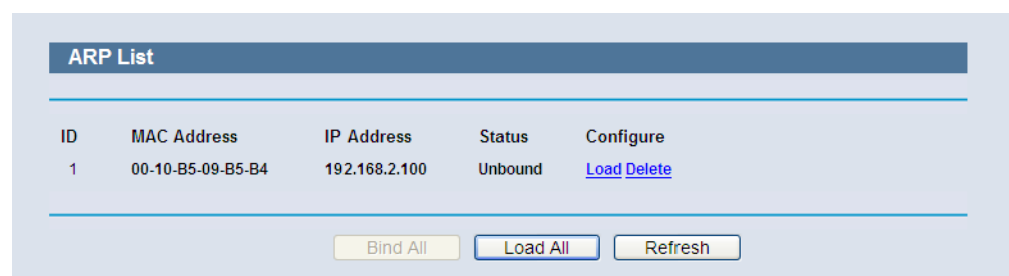 ARP List
ID MAC Address IP Address Status Configure
1 00-10-B5-09-B5-B4 192.168.2.100 Unbound Load Delete
Bind All Load All Refresh